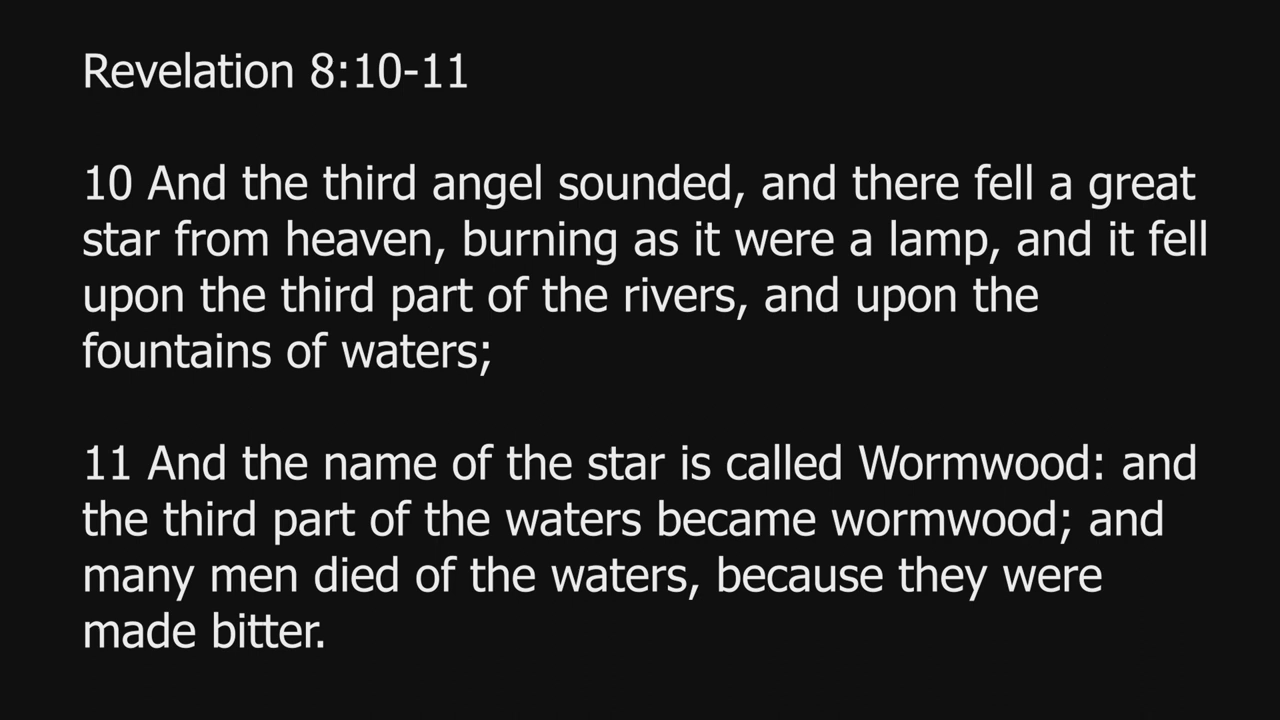 Revelation 8:10-11
10 And the third angel sounded, and there fell a great
star from heaven, burning as it were a lamp, and it fell
upon the third part of the rivers, and upon the
fountains of waters;
11 And the name of the star is called Wormwood: and
the third part of the waters became wormwood; and
many men died of the waters, because they were
made bitter.